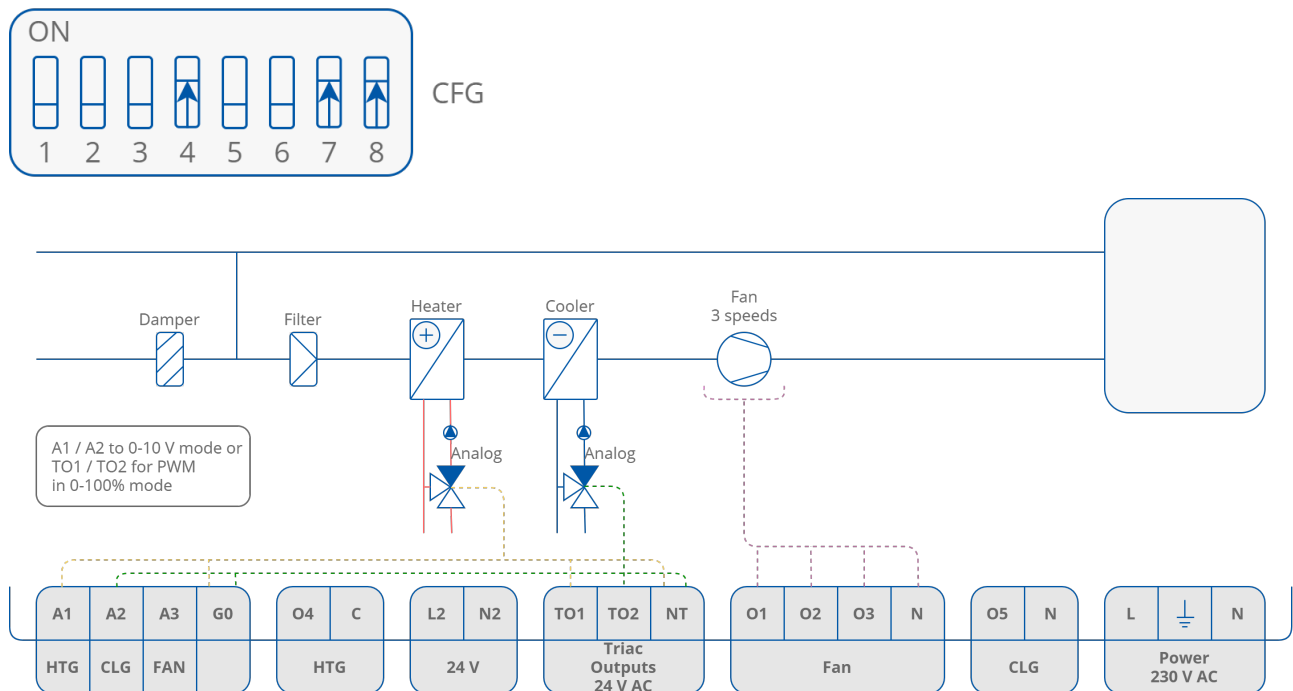 ON
1 2 3 4 5 6 7 8
CFG
Damper
Filter
Heater
Cooler
Fan
3 speeds
Analog
Analog
A1 / A2 to 0-10 V mode or
TO1 / TO2 for PWM
in 0-100% mode
A1 A2 A3 G0 O4 C L2 N2 TO1 TO2 NT O1 O2 O3 N O5 N L N
HTG CLG FAN
HTG
24 V
Triac
Outputs
24 V AC
Fan
CLG
Power
230 V AC